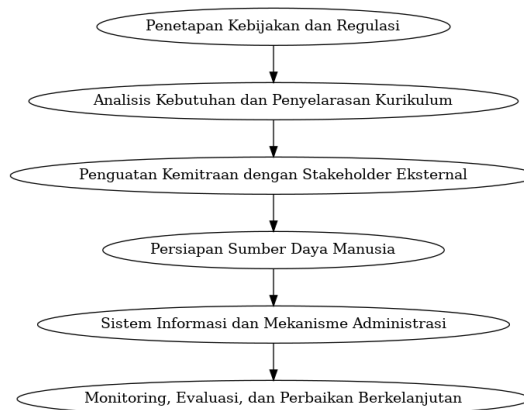 Penetapan Kebijakan dan Regulasi
Analisis Kebutuhan dan Penyelarasan Kurikulum
Penguatan Kemitraan dengan Stakeholder Eksternal
Persiapan Sumber Daya Manusia
Sistem Informasi dan Mekanisme Administrasi
Monitoring, Evaluasi, dan Perbaikan Berkelanjutan